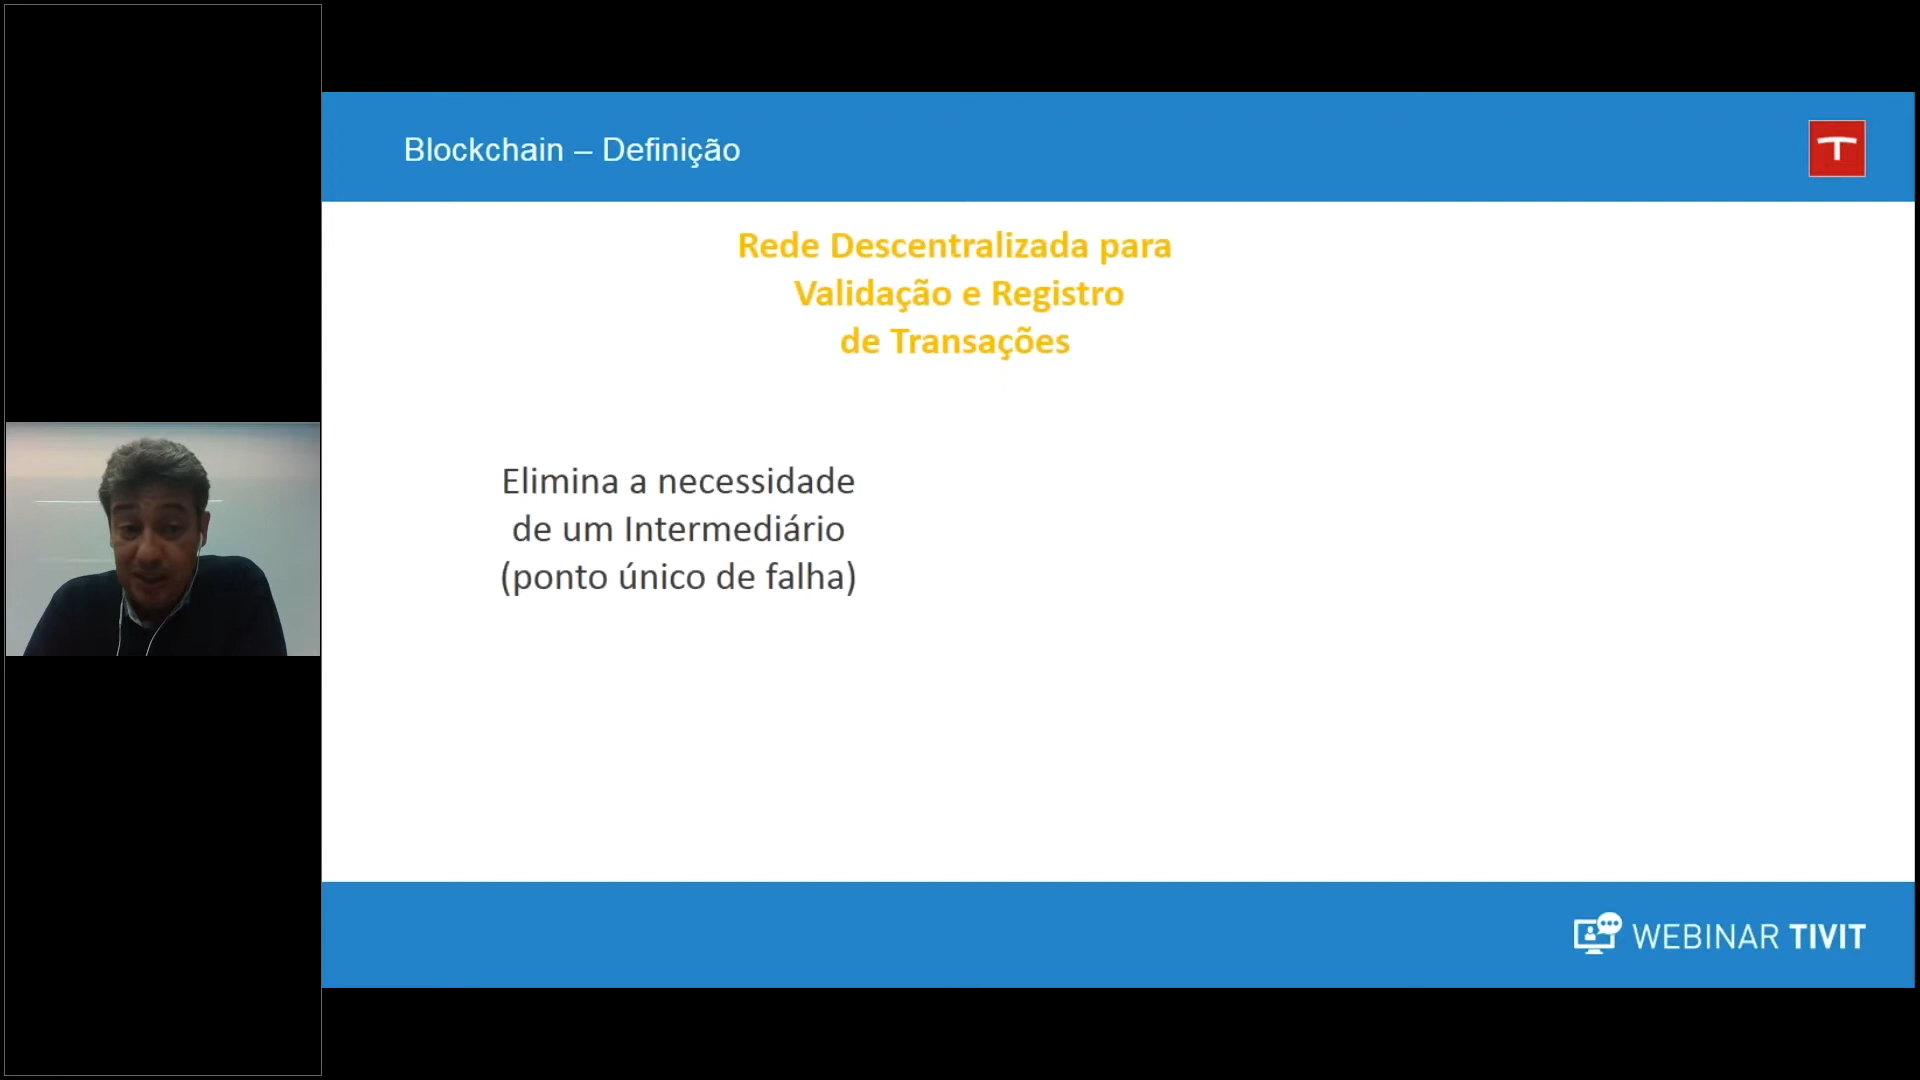 Blockchain – Definição
Rede Descentralizada para
Validação e Registro
de Transações
Elimina a necessidade
de um Intermediário
(ponto único de falha)
WEBINAR TIVIT